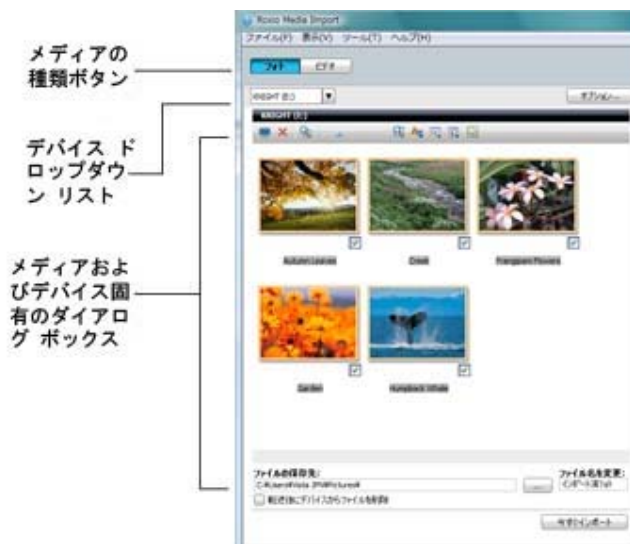 メディアの
種類ボタン
デバイス ド
ロップダウ
ン リスト
メディアおよ
びデバイス固
有のダイアロ
グ ボックス
Roxio Media Import
ファイル(F) 表示(V) ツール(T) ヘルプ(H)
フォト ビデオ
KNIGHT (E:)
オプション...
KNIGHT (E:)
Autumn Leaves Creek Frangipani Flowers
Garden Humpback Whale
ファイルの保存先:
ファイル名を変更:
...
転送後にデバイスからファイルを削除
今すぐインポート